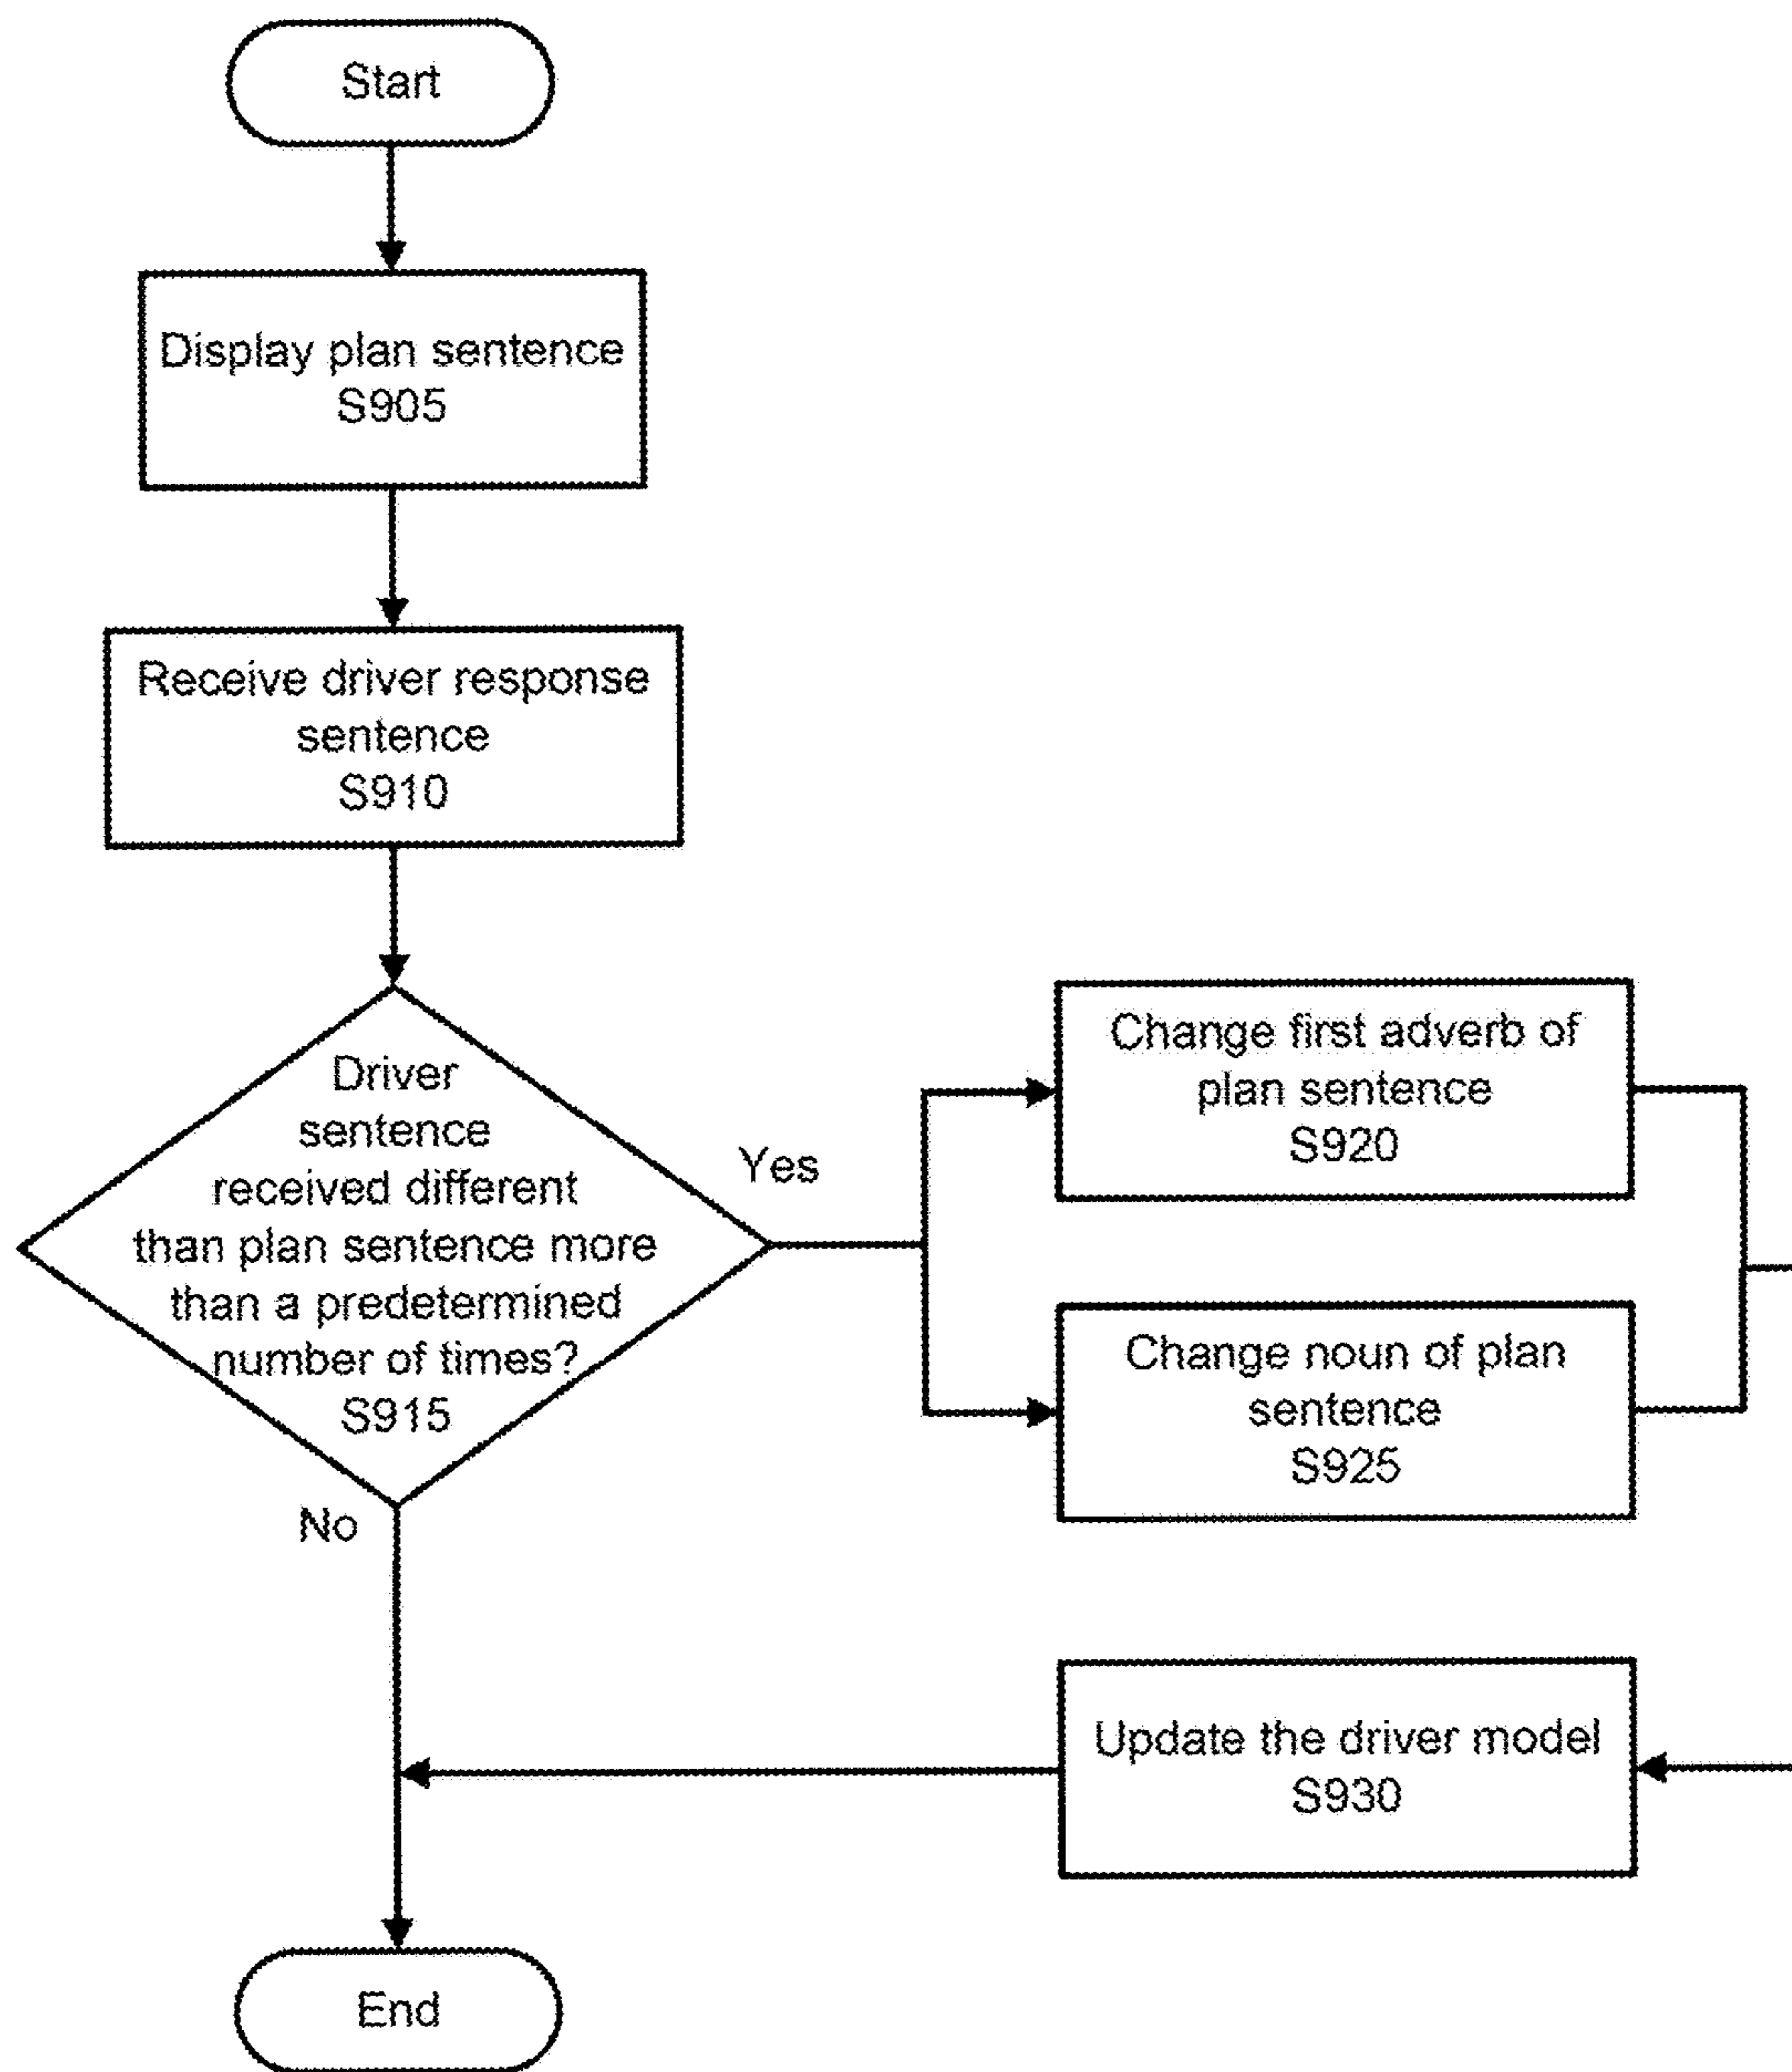 Start
Display plan sentence
S905
Receive driver response
sentence
S910
Driver
sentence
received different
than plan sentence more
than a predetermined
number of times?
S915
Yes
No
Change first adverb of
plan sentence
S920
Change noun of plan
sentence
S925
Update the driver model
S930
End